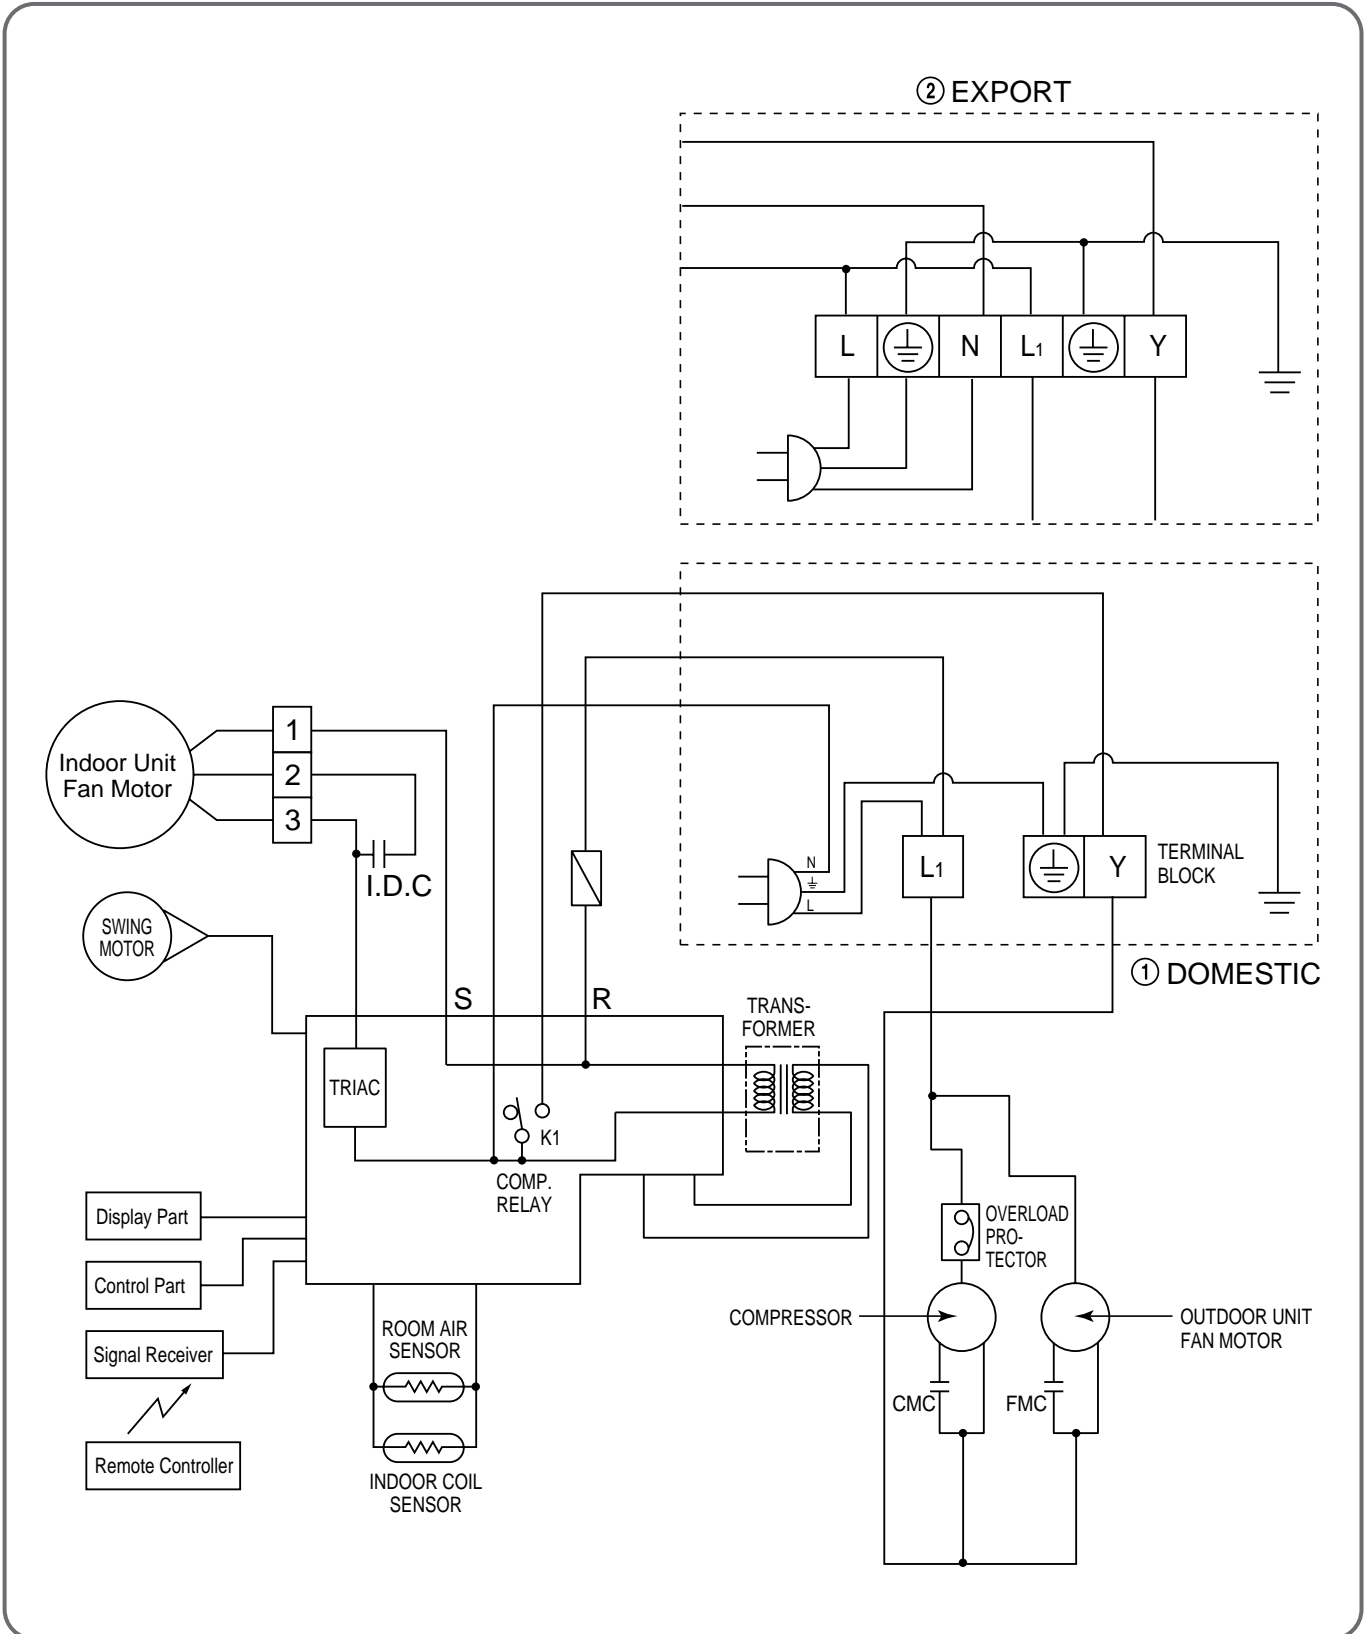 ② EXPORT
L
N
L1
Y
Indoor Unit
Fan Motor
1
2
3
I.D.C
N
L
L1
Y
TERMINAL
BLOCK
① DOMESTIC
SWING
MOTOR
S
R
TRANS-
FORMER
TRIAC
K1
COMP.
RELAY
Display Part
Control Part
Signal Receiver
Remote Controller
ROOM AIR
SENSOR
INDOOR COIL
SENSOR
OVERLOAD
PRO-
TECTOR
COMPRESSOR
OUTDOOR UNIT
FAN MOTOR
CMC
FMC